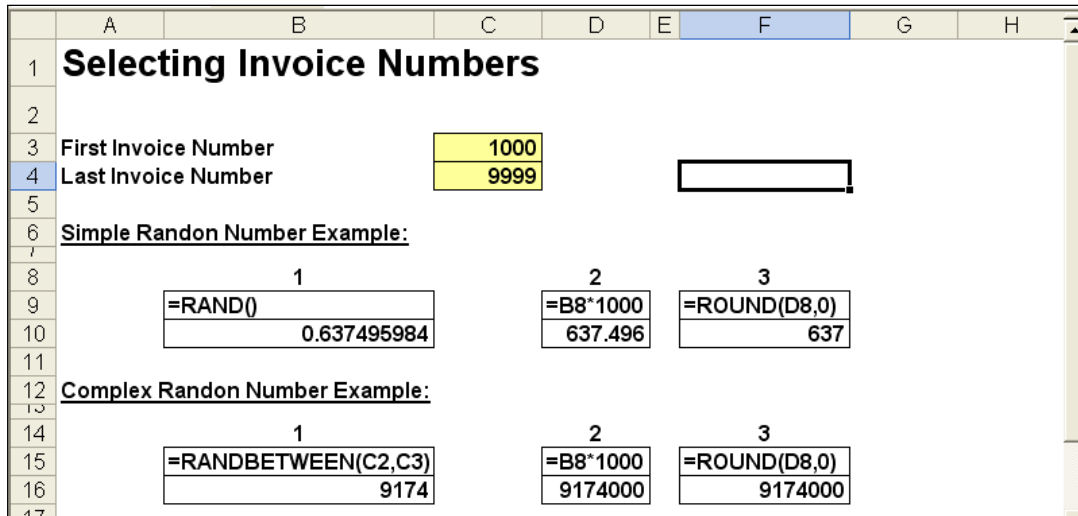 A B C D E F G H
1 Selecting Invoice Numbers
2
3 First Invoice Number 1000
4 Last Invoice Number 9999
5
6 Simple Randon Number Example:
7
8 1 2 3
9 =RAND() =B8*1000 =ROUND(D8,0)
10 0.637495984 637.496 637
11
12 Complex Randon Number Example:
13
14 1 2 3
15 =RANDBETWEEN(C2,C3) =B8*1000 =ROUND(D8,0)
16 9174 9174000 9174000
17